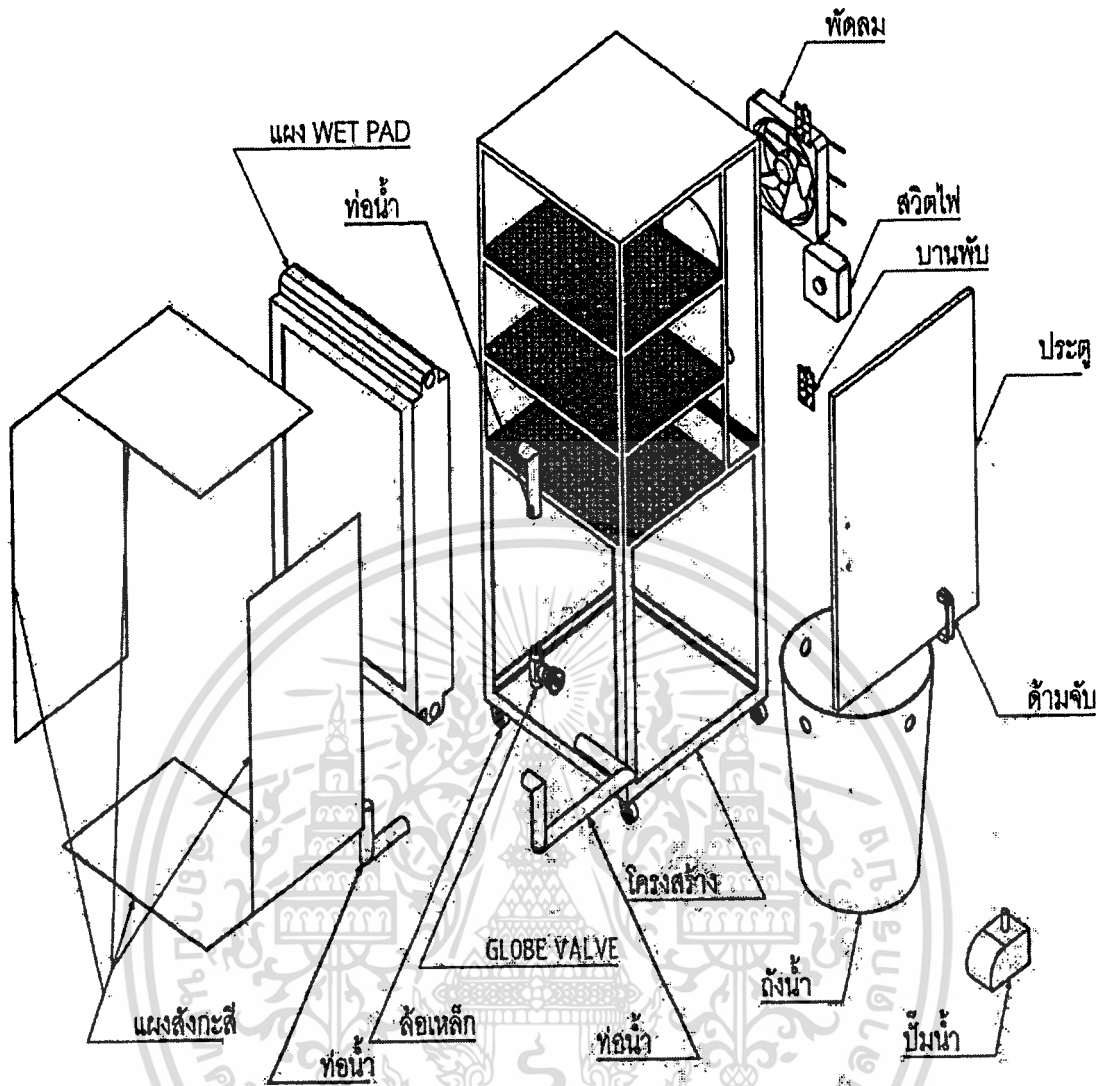 พัดลม
แผง WET PAD
ท่อน้ำ
สวิตไฟ
บานพับ
ประตู
ด้ามจับ
โครงสร้าง
GLOBE VALVE
ถังน้ำ
แผงสังกะสี
ล้อเหล็ก
ท่อน้ำ
ปั๊มน้ำ
ท่อน้ำ